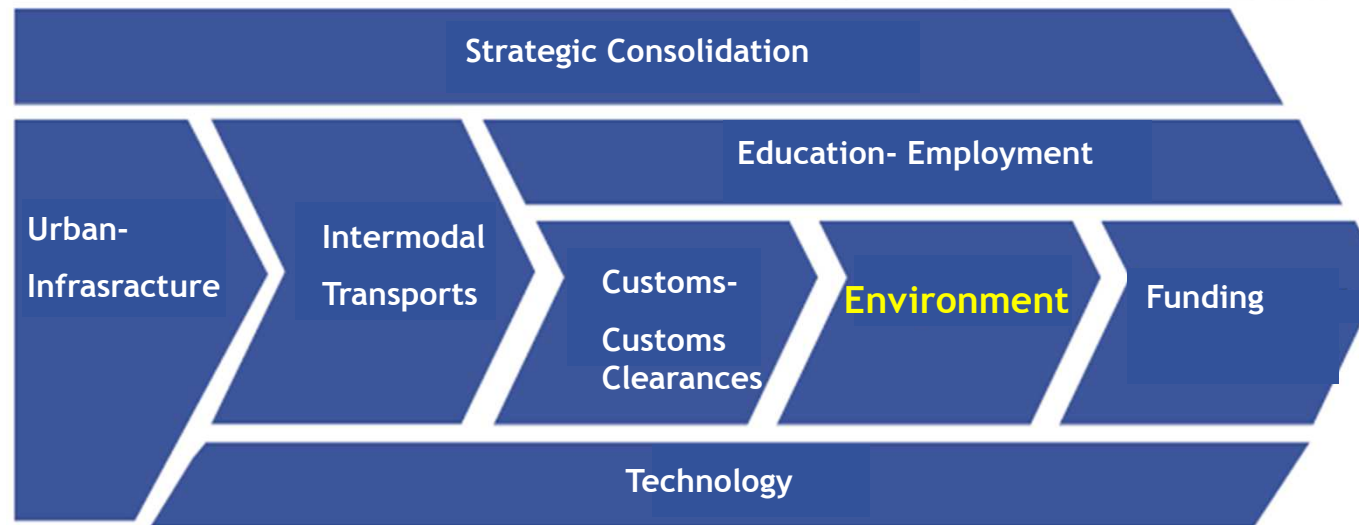 Strategic Consolidation
Education- Employment
Urban-
Infrasracture
Intermodal
Transports
Customs-
Customs
Clearances
Environment
Funding
Technology